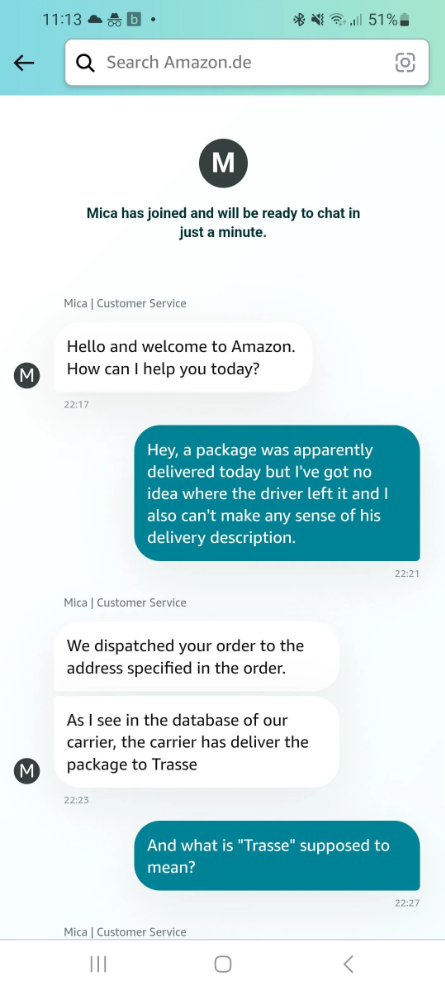 11:13 b • 51%
Search Amazon.de
M
Mica has joined and will be ready to chat in
just a minute.
Mica | Customer Service
Hello and welcome to Amazon.
How can I help you today?
M
22:17
Hey, a package was apparently
delivered today but I've got no
idea where the driver left it and I
also can't make any sense of his
delivery description.
22:21
Mica | Customer Service
We dispatched your order to the
address specified in the order.
As I see in the database of our
carrier, the carrier has deliver the
package to Trasse
M
22:23
And what is "Trasse" supposed to
mean?
22:27
Mica | Customer Service